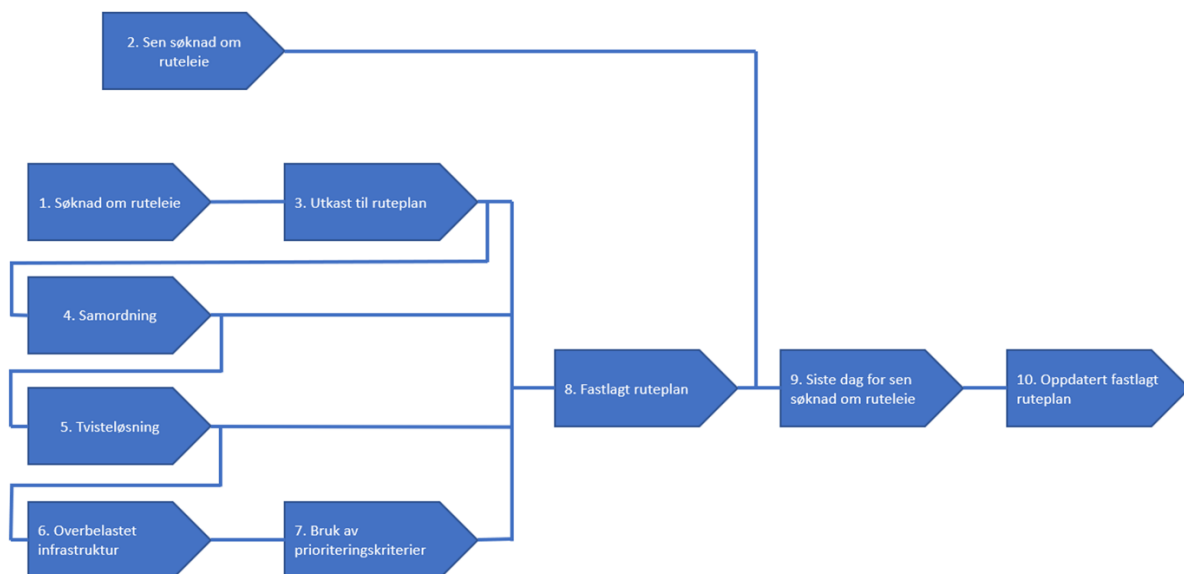 2. Sen søknad om
ruteleie
1. Søknad om ruteleie
3. Utkast til ruteplan
4. Samordning
8. Fastlagt ruteplan
9. Siste dag for sen
søknad om ruteleie
10. Oppdatert fastlagt
ruteplan
5. Tvisteløsning
6. Overbelastet
infrastruktur
7. Bruk av
prioriteringskriterier